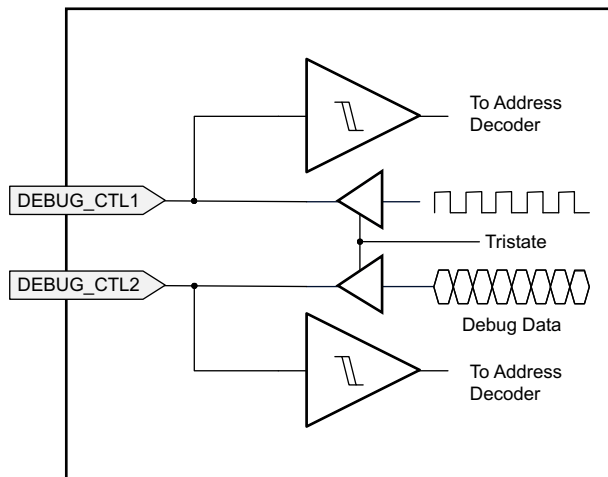 To Address
Decoder
DEBUG_CTL1
Tristate
DEBUG_CTL2
Debug Data
To Address
Decoder